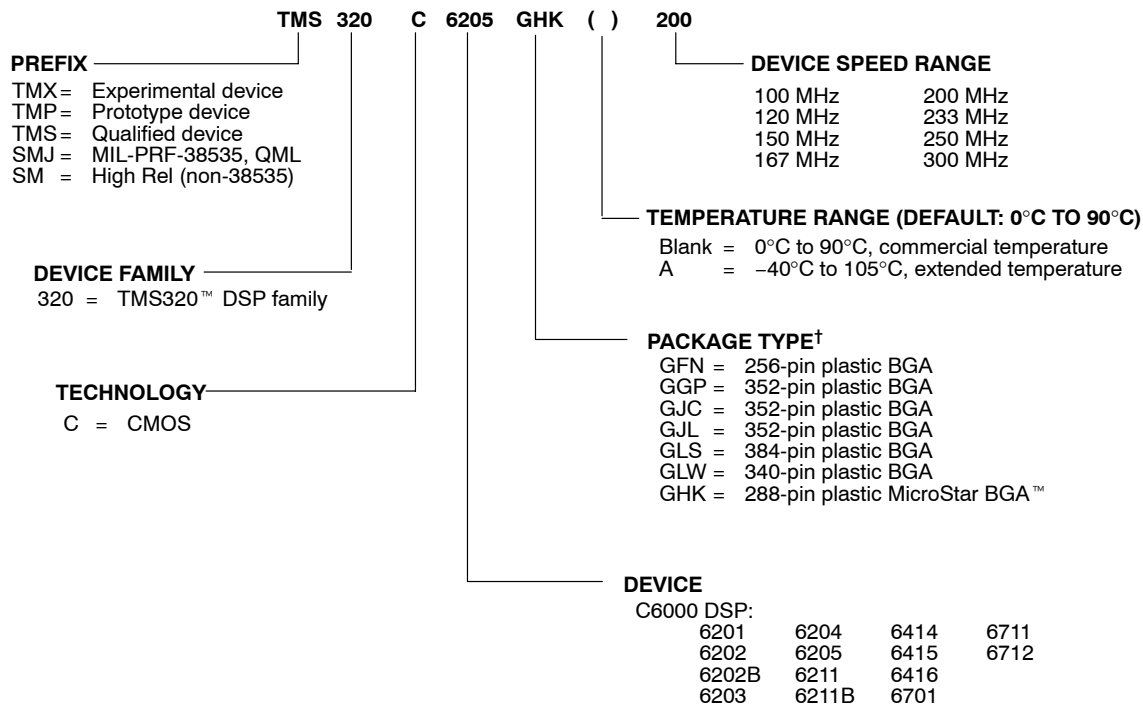 TMS 320 C 6205 GHK ( ) 200
PREFIX
TMX = Experimental device
TMP = Prototype device
TMS = Qualified device
SMJ = MIL-PRF-38535, QML
SM = High Rel (non-38535)
DEVICE SPEED RANGE
100 MHz 200 MHz
120 MHz 233 MHz
150 MHz 250 MHz
167 MHz 300 MHz
TEMPERATURE RANGE (DEFAULT: 0°C TO 90°C)
Blank = 0°C to 90°C, commercial temperature
A = −40°C to 105°C, extended temperature
DEVICE FAMILY
320 = TMS320™ DSP family
PACKAGE TYPE†
GFN = 256-pin plastic BGA
GGP = 352-pin plastic BGA
GJC = 352-pin plastic BGA
GJL = 352-pin plastic BGA
GLS = 384-pin plastic BGA
GLW = 340-pin plastic BGA
GHK = 288-pin plastic MicroStar BGA™
TECHNOLOGY
C = CMOS
DEVICE
C6000 DSP:
6201 6204 6414 6711
6202 6205 6415 6712
6202B 6211 6416
6203 6211B 6701